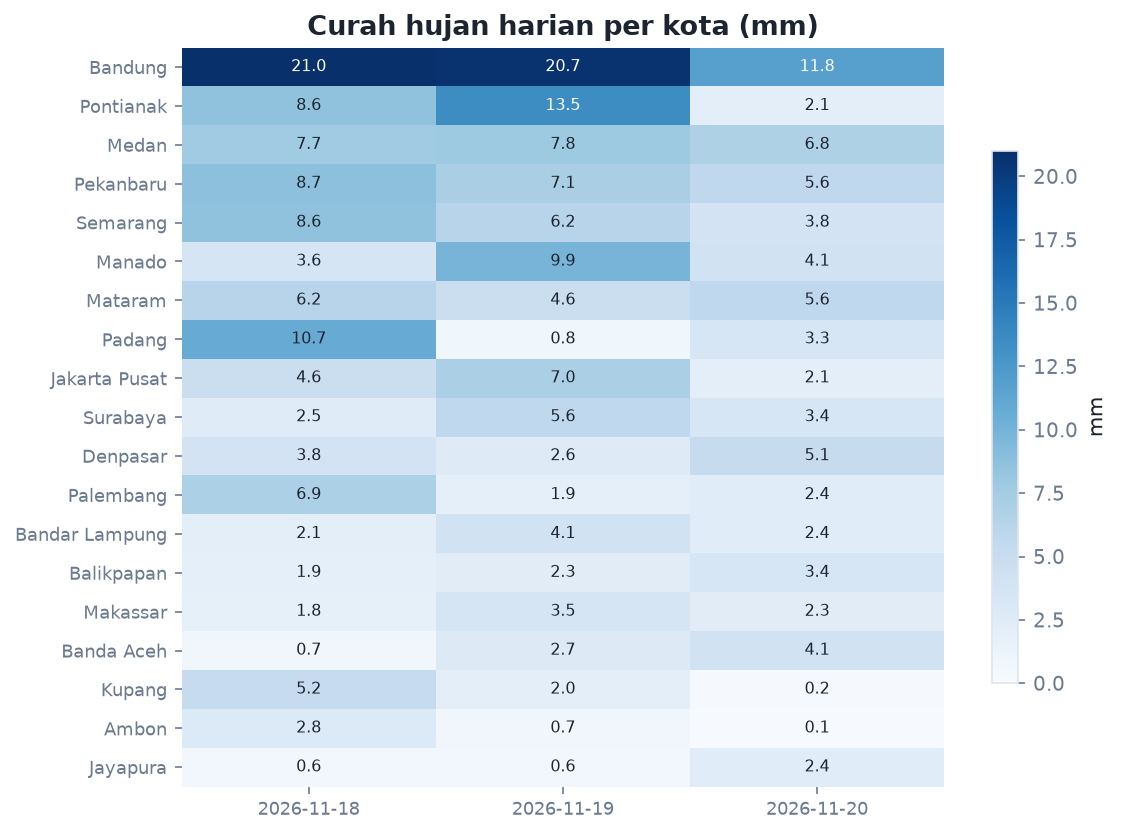 Curah hujan harian per kota (mm)
Bandung 21.0 20.7 11.8
Pontianak 8.6 13.5 2.1
Medan 7.7 7.8 6.8
Pekanbaru 8.7 7.1 5.6
Semarang 8.6 6.2 3.8
Manado 3.6 9.9 4.1
Mataram 6.2 4.6 5.6
Padang 10.7 0.8 3.3
Jakarta Pusat 4.6 7.0 2.1
Surabaya 2.5 5.6 3.4
Denpasar 3.8 2.6 5.1
Palembang 6.9 1.9 2.4
Bandar Lampung 2.1 4.1 2.4
Balikpapan 1.9 2.3 3.4
Makassar 1.8 3.5 2.3
Banda Aceh 0.7 2.7 4.1
Kupang 5.2 2.0 0.2
Ambon 2.8 0.7 0.1
Jayapura 0.6 0.6 2.4
2026-11-18 2026-11-19 2026-11-20
20.0
17.5
15.0
12.5
10.0
7.5
5.0
2.5
0.0
mm